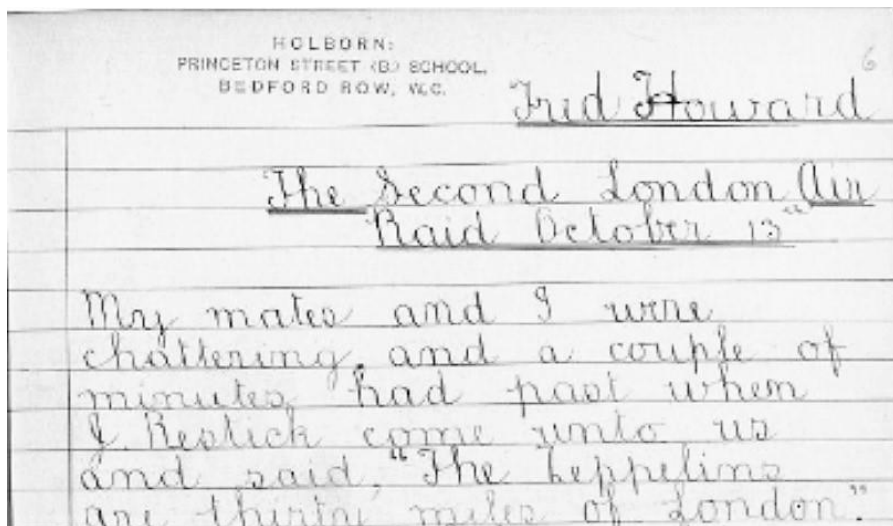 HOLBORN:
PRINCETON STREET (B.) SCHOOL,
BEDFORD ROW, W.C.
6
Fred Howard
The Second London Air
Raid October 13"
My mates and I were
chattering, and a couple of
minutes had past when
J. Restick come unto us
and said, "The Zeppelins
are thirty miles of London."